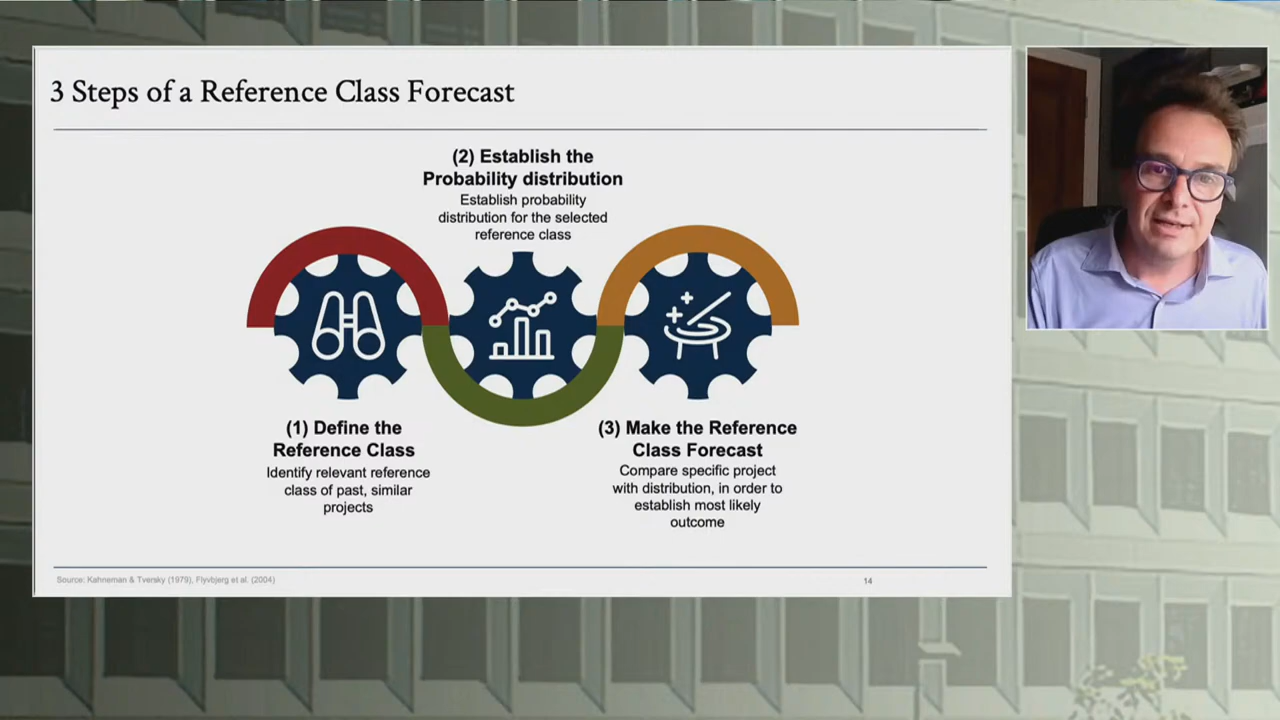 3 Steps of a Reference Class Forecast
(2) Establish the
Probability distribution
Establish probability
distribution for the selected
reference class
(1) Define the
Reference Class
Identify relevant reference
class of past, similar
projects
(3) Make the Reference
Class Forecast
Compare specific project
with distribution, in order to
establish most likely
outcome
Source: Kahneman & Tversky (1979), Flyvbjerg et al. (2004)
14